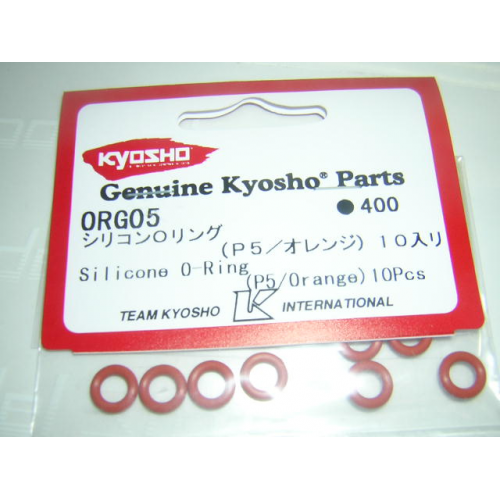 KYOSHO
Genuine Kyosho® Parts
ORG05
●400
シリコンOリング
(P5/オレンジ) 10入り
Silicone O-Ring
(P5/Orange) 10Pcs
TEAM KYOSHO K INTERNATIONAL